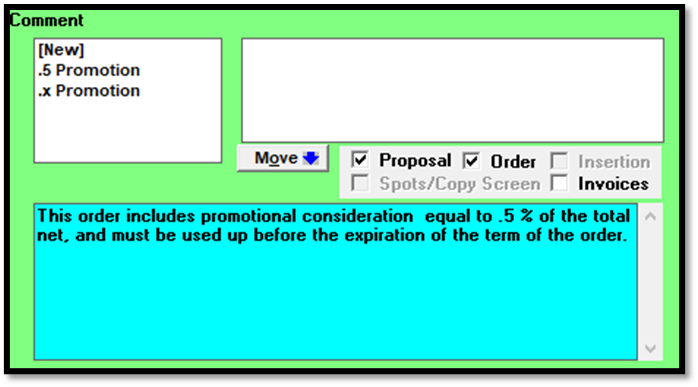 Comment
[New]
.5 Promotion
.x Promotion
Move
Proposal Order Insertion
Spots/Copy Screen Invoices
This order includes promotional consideration  equal to .5 % of the total
net, and must be used up before the expiration of the term of the order.